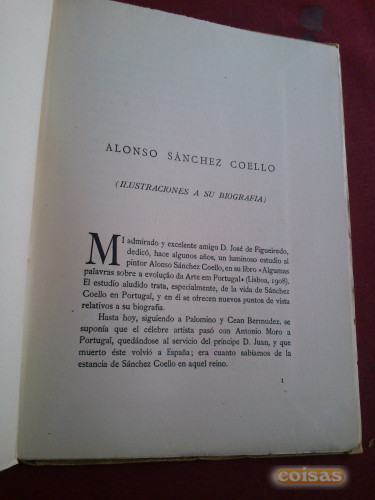 ALONSO SÁNCHEZ COELLO
(ILUSTRACIONES A SU BIOGRAFIA)
MI admirado y excelente amigo D. José de Figueiredo,
dedicó, hace algunos años, un luminoso estudio al
pintor Alonso Sánchez Coello, en su libro «Algumas
palavras sobre a evolução da Arte em Portugal» (Lisboa, 1908).
El estudio aludido trata, especialmente, de la vida de Sánchez
Coello en Portugal, y en él se ofrecen nuevos puntos de vista
relativos a su biografía.
Hasta hoy, siguiendo a Palomino y Cean Bermudez, se
suponía que el célebre artista pasó con Antonio Moro a
Portugal, quedándose al servicio del príncipe D. Juan, y que
muerto éste volvió a España; era cuanto sabíamos de la
estancia de Sánchez Coello en aquel reino.
1
coisas